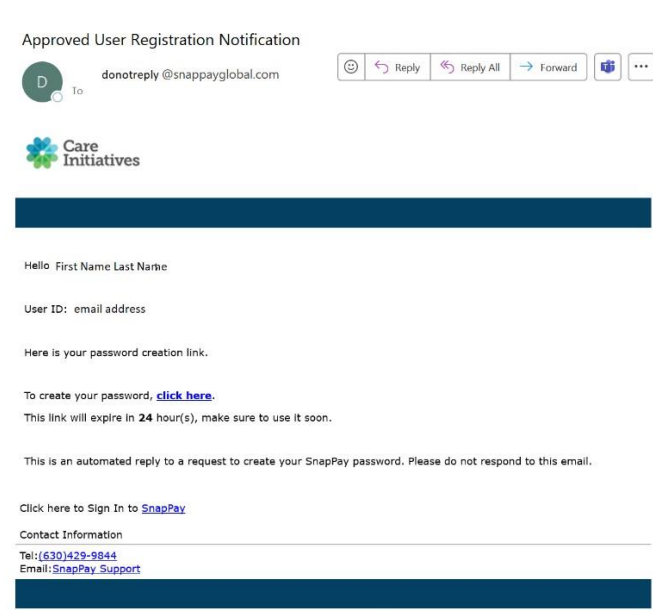 Approved User Registration Notification
D
donotreply @snappayglobal.com
To
Reply
Reply All
Forward
Care
Initiatives
Hello First Name Last Name
User ID: email address
Here is your password creation link.
To create your password, click here.
This link will expire in 24 hour(s), make sure to use it soon.
This is an automated reply to a request to create your SnapPay password. Please do not respond to this email.
Click here to Sign In to SnapPay
Contact Information
Tel:(630)429-9844
Email:SnapPay Support